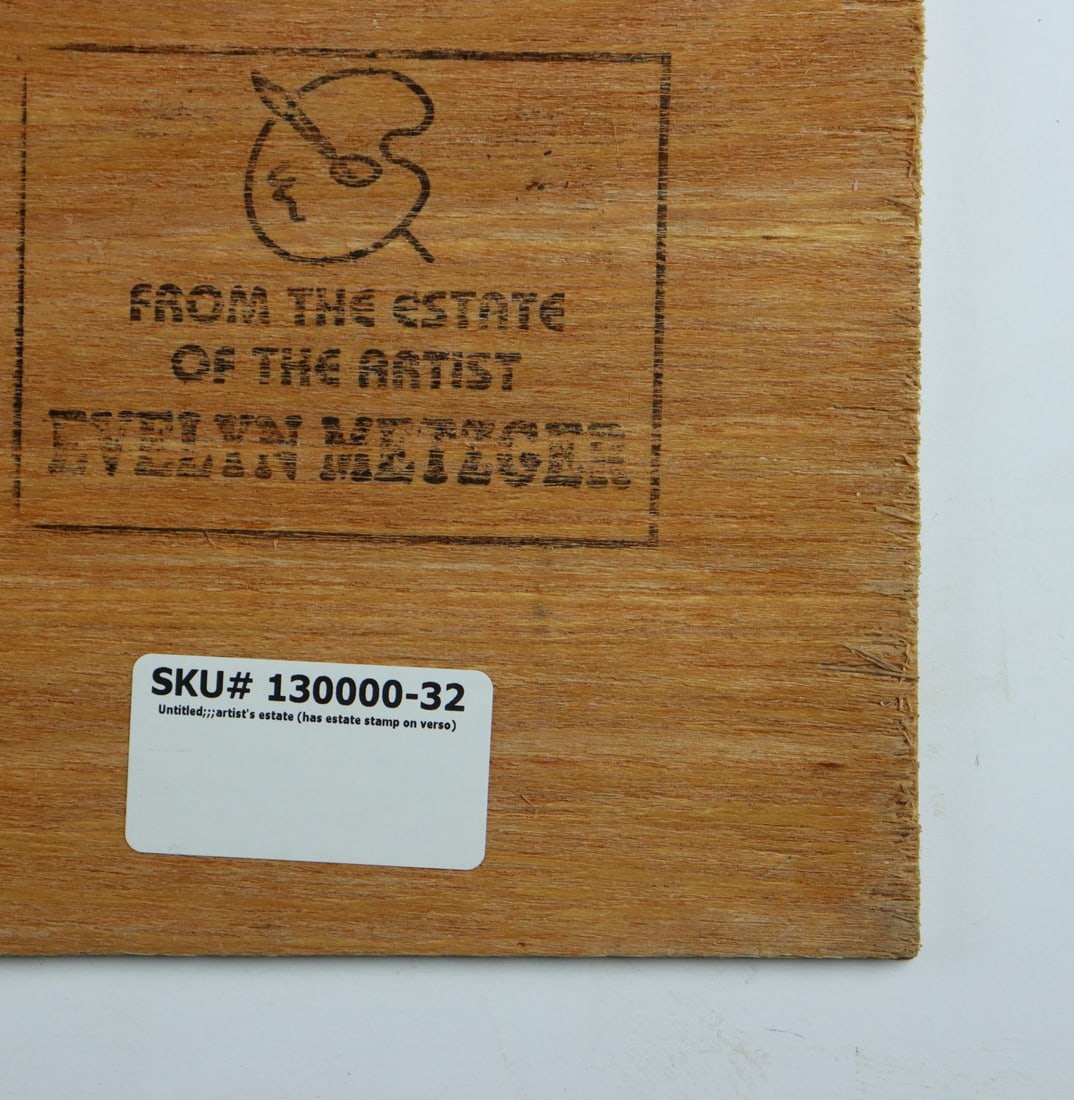 FROM THE ESTATE
OF THE ARTIST
EVELYN METZGER
SKU# 130000-32
Untitled;;;artist's estate (has estate stamp on verso)